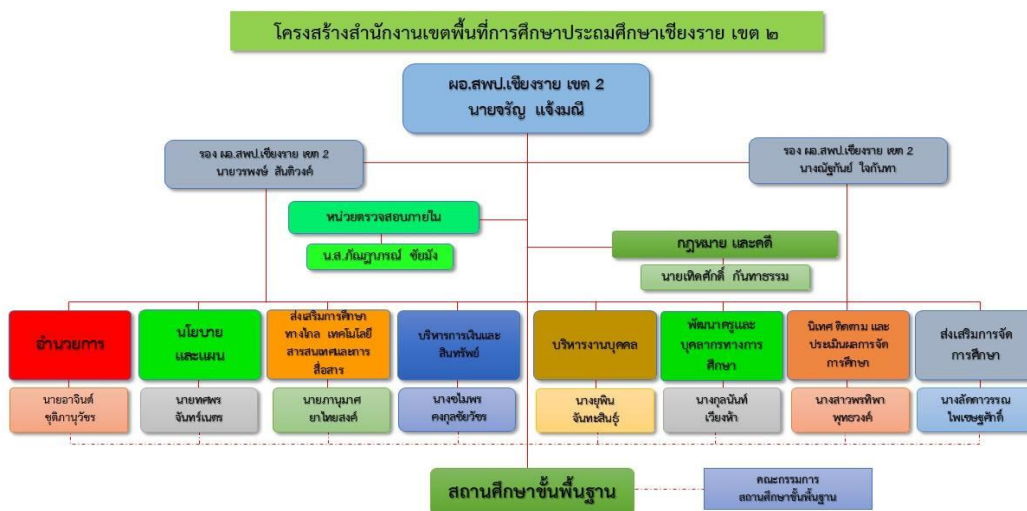 โครงสร้างสำนักงานเขตพื้นที่การศึกษาประถมศึกษาเชียงราย เขต ๒
ผอ.สพป.เชียงราย เขต 2
นายจรัญ แจ้งมณี
รอง ผอ.สพป.เชียงราย เขต 2
นายวรพงษ์ สันติวงค์
รอง ผอ.สพป.เชียงราย เขต 2
นางณัฐกันย์ ใจกันทา
หน่วยตรวจสอบภายใน
น.ส.ภัณฎาภรณ์ ชัยมัง
กฎหมาย และคดี
นายเทิดศักดิ์ กันทาธรรม
อำนวยการ
นายอาจินต์
ชุติภานุวัชร
นโยบาย
และแผน
นายทศพร
จันทร์เนตร
ส่งเสริมการศึกษา
ทางไกล เทคโนโลยี
สารสนเทศและการ
สื่อสาร
นายภานุมาศ
ยาไทยสงค์
บริหารการเงินและ
สินทรัพย์
นางชไมพร
คงกุลชัยวัชร
บริหารงานบุคคล
นางยุพิน
จันทะสินธุ์
พัฒนาครูและ
บุคลากรทางการ
ศึกษา
นางกุลนันท์
เวียงห้า
นิเทศ ติดตาม และ
ประเมินผลการจัด
การศึกษา
นางสาวพรทิพา
พุทธวงค์
ส่งเสริมการจัด
การศึกษา
นางลัดดาวรรณ
ไพเชษฐศักดิ์
สถานศึกษาขั้นพื้นฐาน
คณะกรรมการ
สถานศึกษาขั้นพื้นฐาน